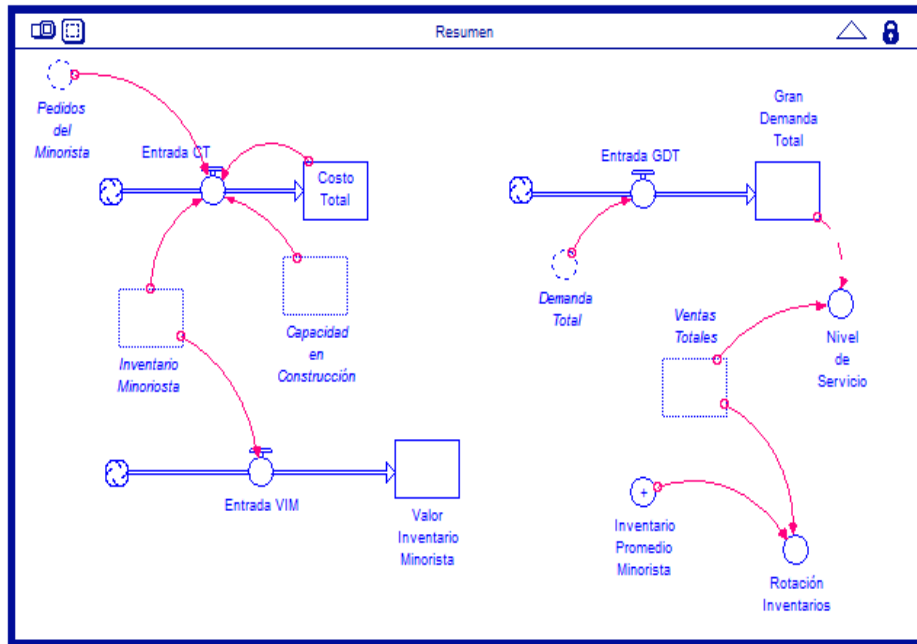 Resumen
Pedidos
del
Minorista
Entrada CT
Costo
Total
Inventario
Minoriosta
Capacidad
en
Construcción
Entrada VIM
Valor
Inventario
Minorista
Gran
Demanda
Total
Entrada GDT
Demanda
Total
Ventas
Totales
Nivel
de
Servicio
+
Inventario
Promedio
Minorista
Rotación
Inventarios